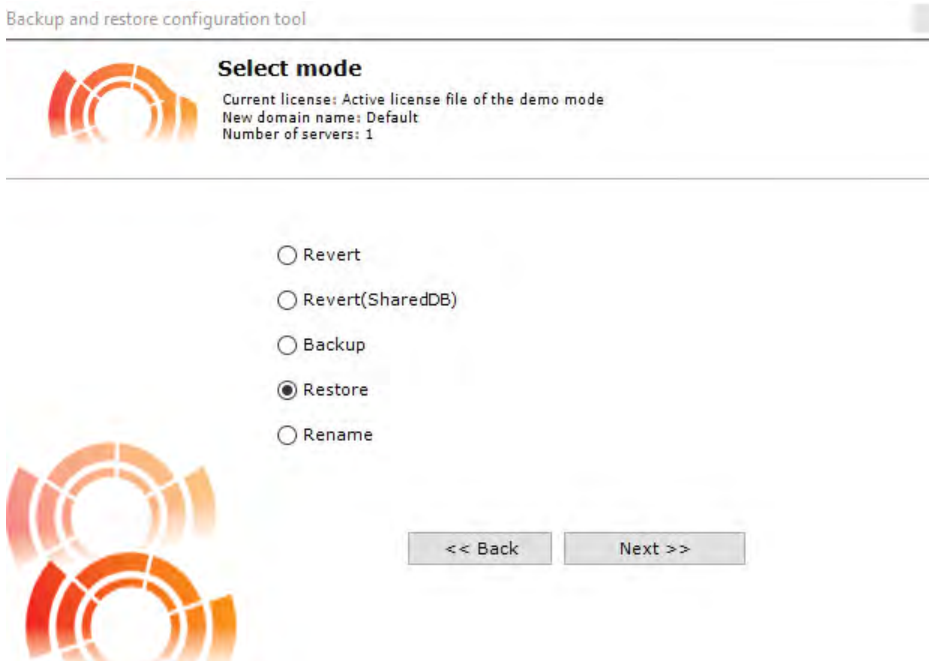 Backup and restore configuration tool
Select mode
Current license: Active license file of the demo mode
New domain name: Default
Number of servers: 1
Revert
Revert(SharedDB)
Backup
Restore
Rename
<< Back
Next >>